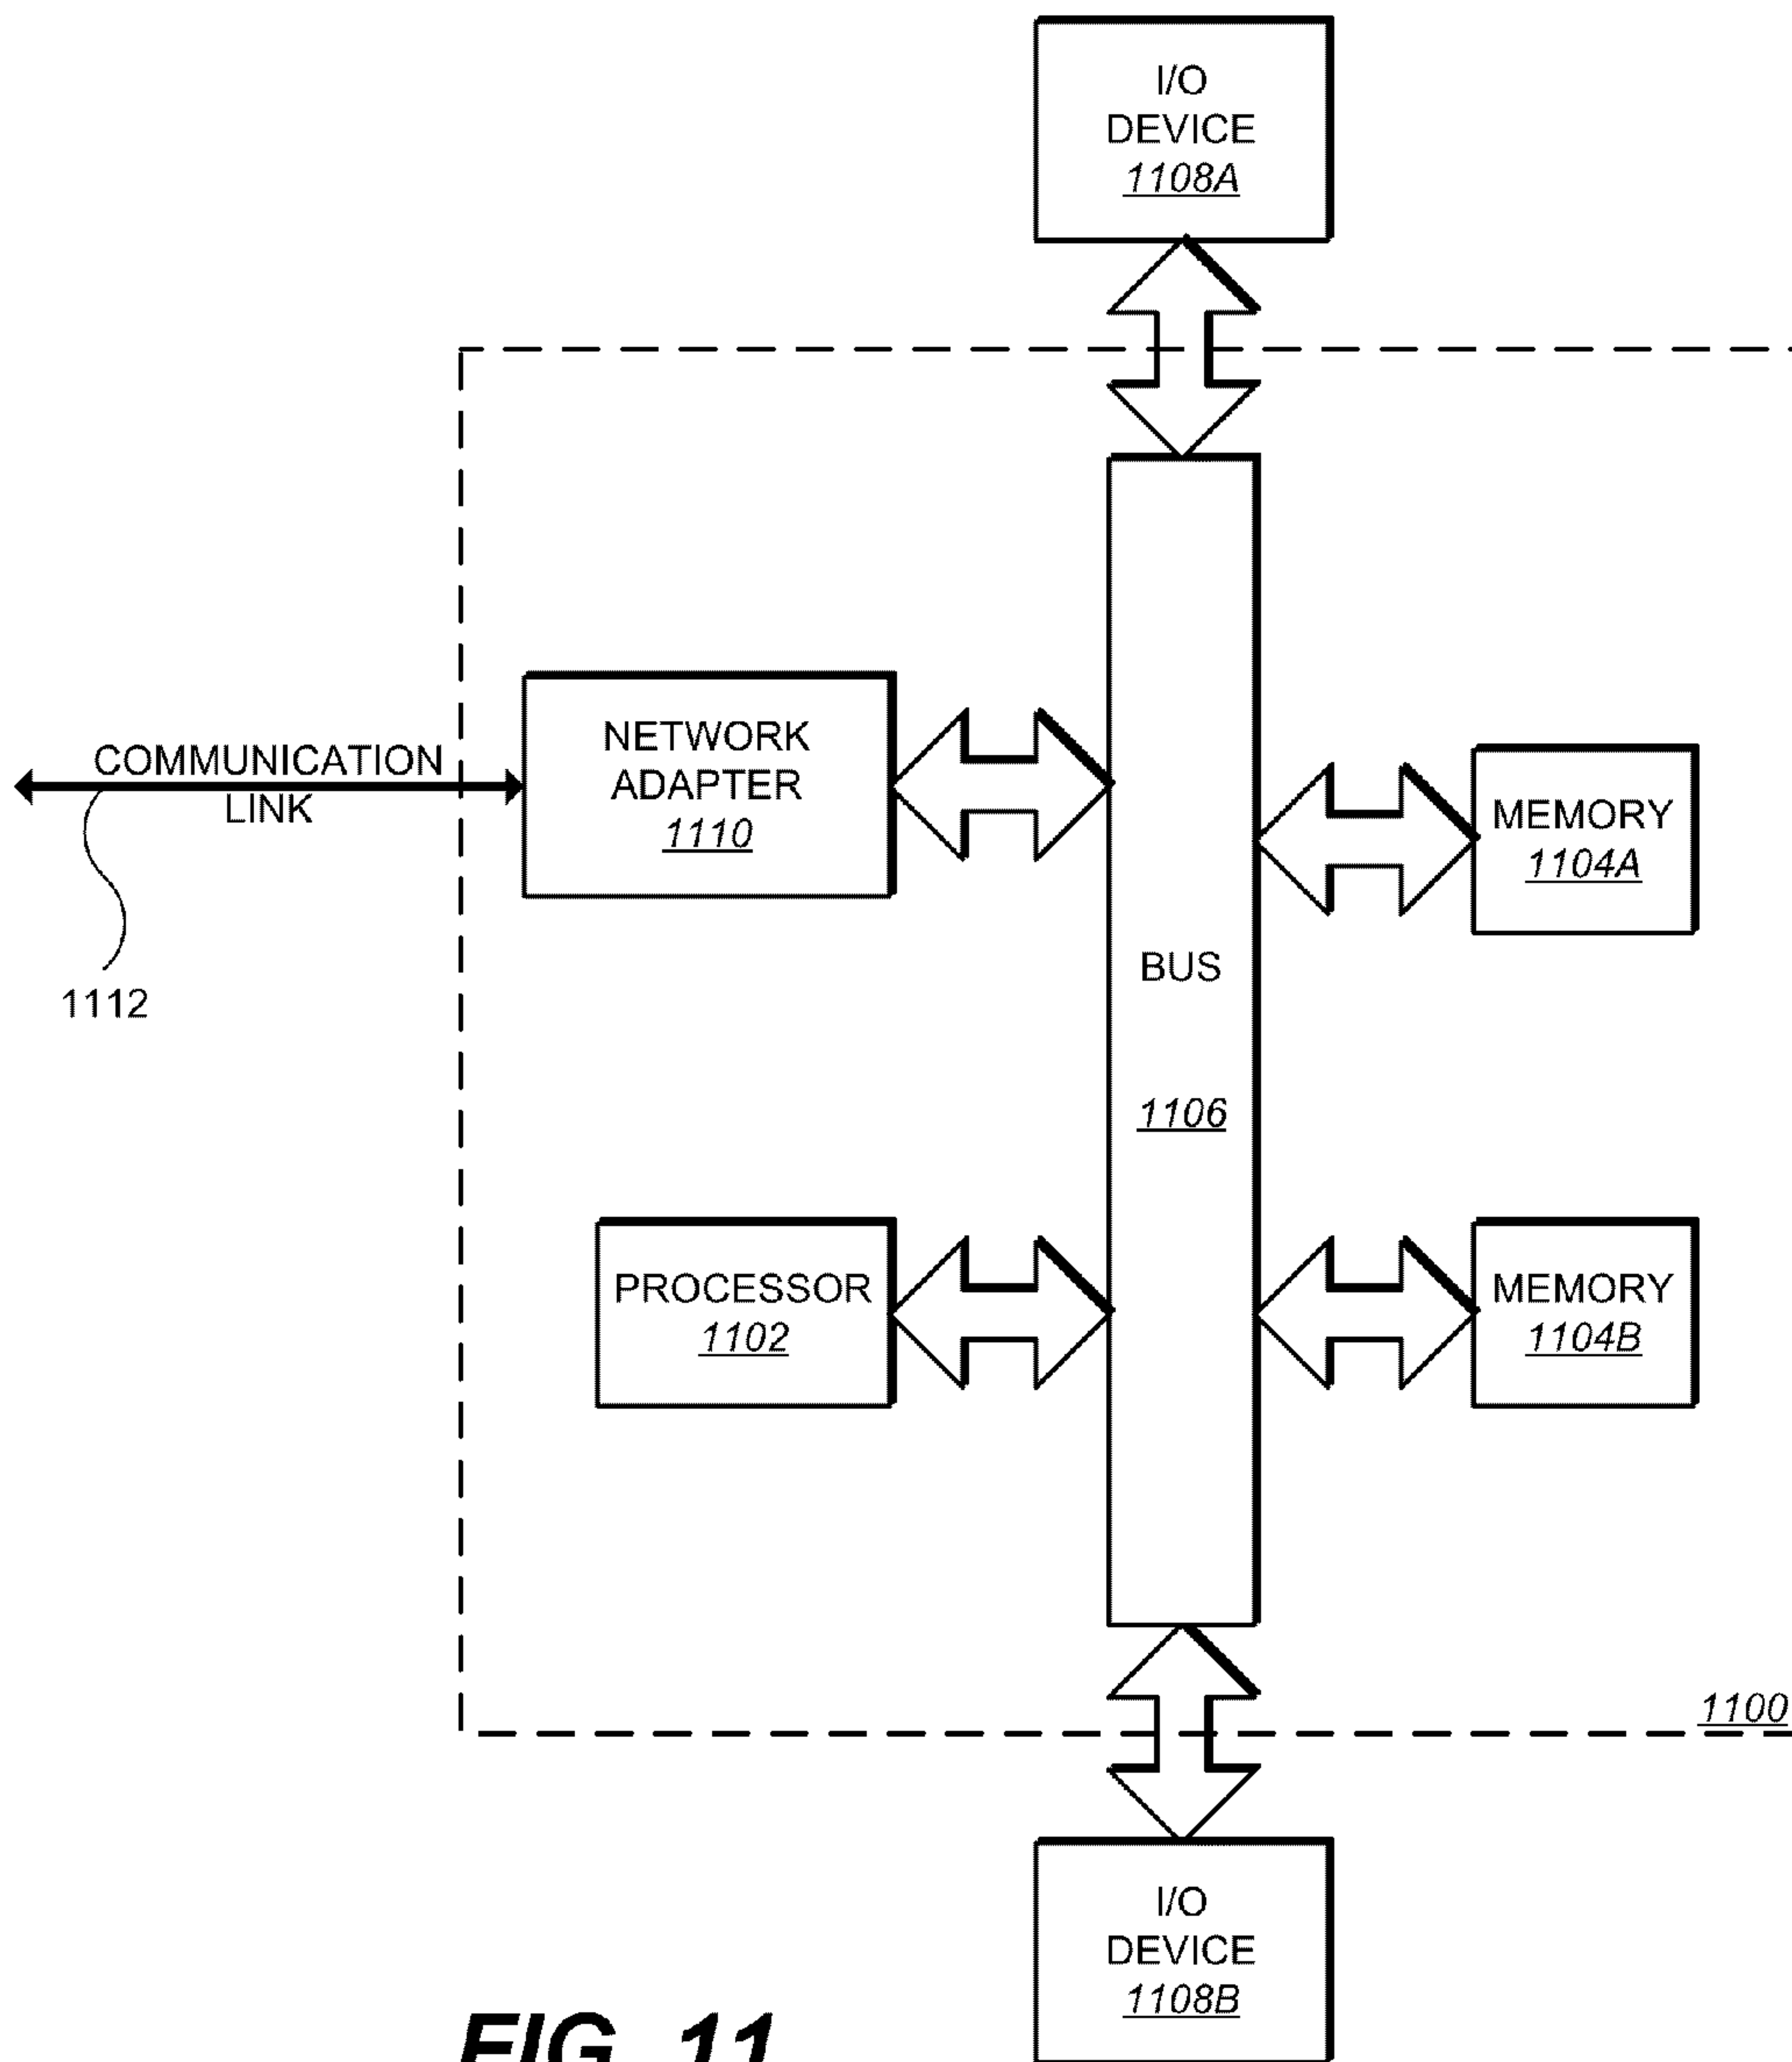 I/O
DEVICE
1108A
COMMUNICATION
LINK
1112
NETWORK
ADAPTER
1110
MEMORY
1104A
BUS
1106
PROCESSOR
1102
MEMORY
1104B
1100
I/O
DEVICE
1108B
FIG. 11